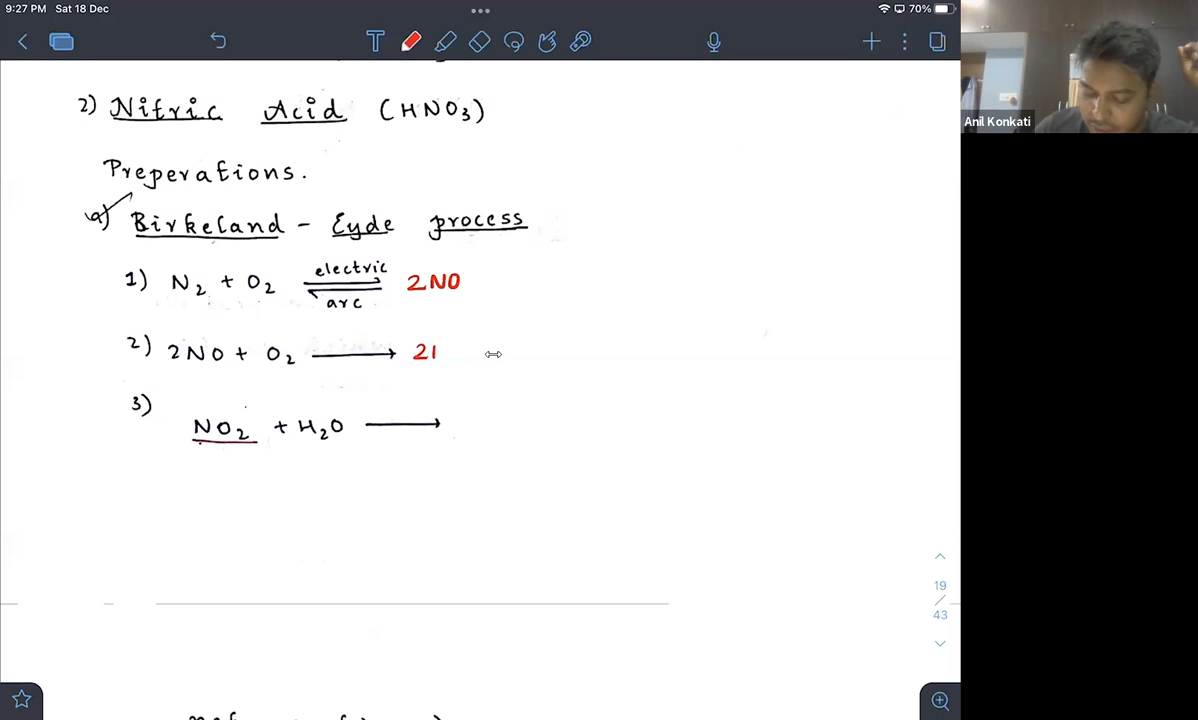 9:27 PM Sat 18 Dec
70%
T
Anil Konkati
2) Nitric Acid (HNO3)
Preperations.
a) Birkeland - Eyde process
1) N2 + O2 electric arc 2NO
2) 2NO + O2 → 2
3)
NO2 + H2O →
19
/
43